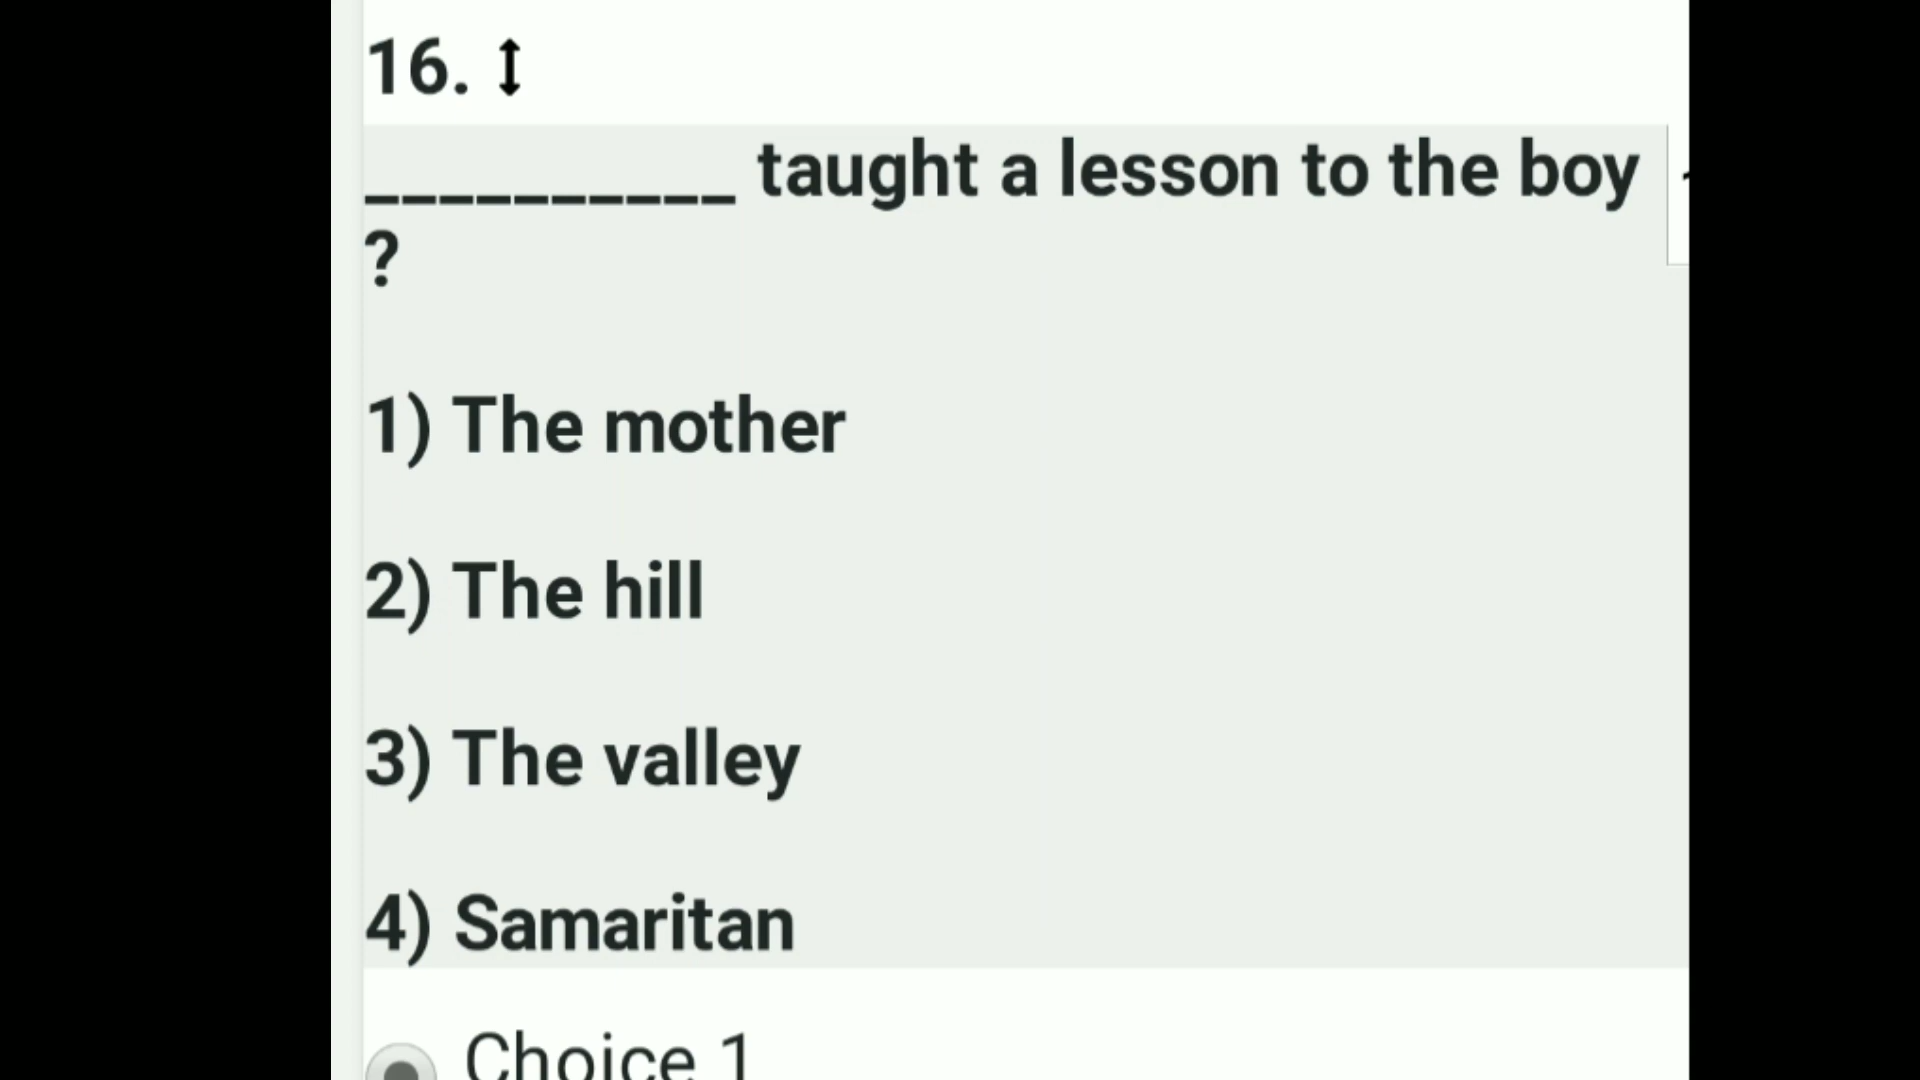 16.
__________ taught a lesson to the boy
?
1) The mother
2) The hill
3) The valley
4) Samaritan
Choice 1